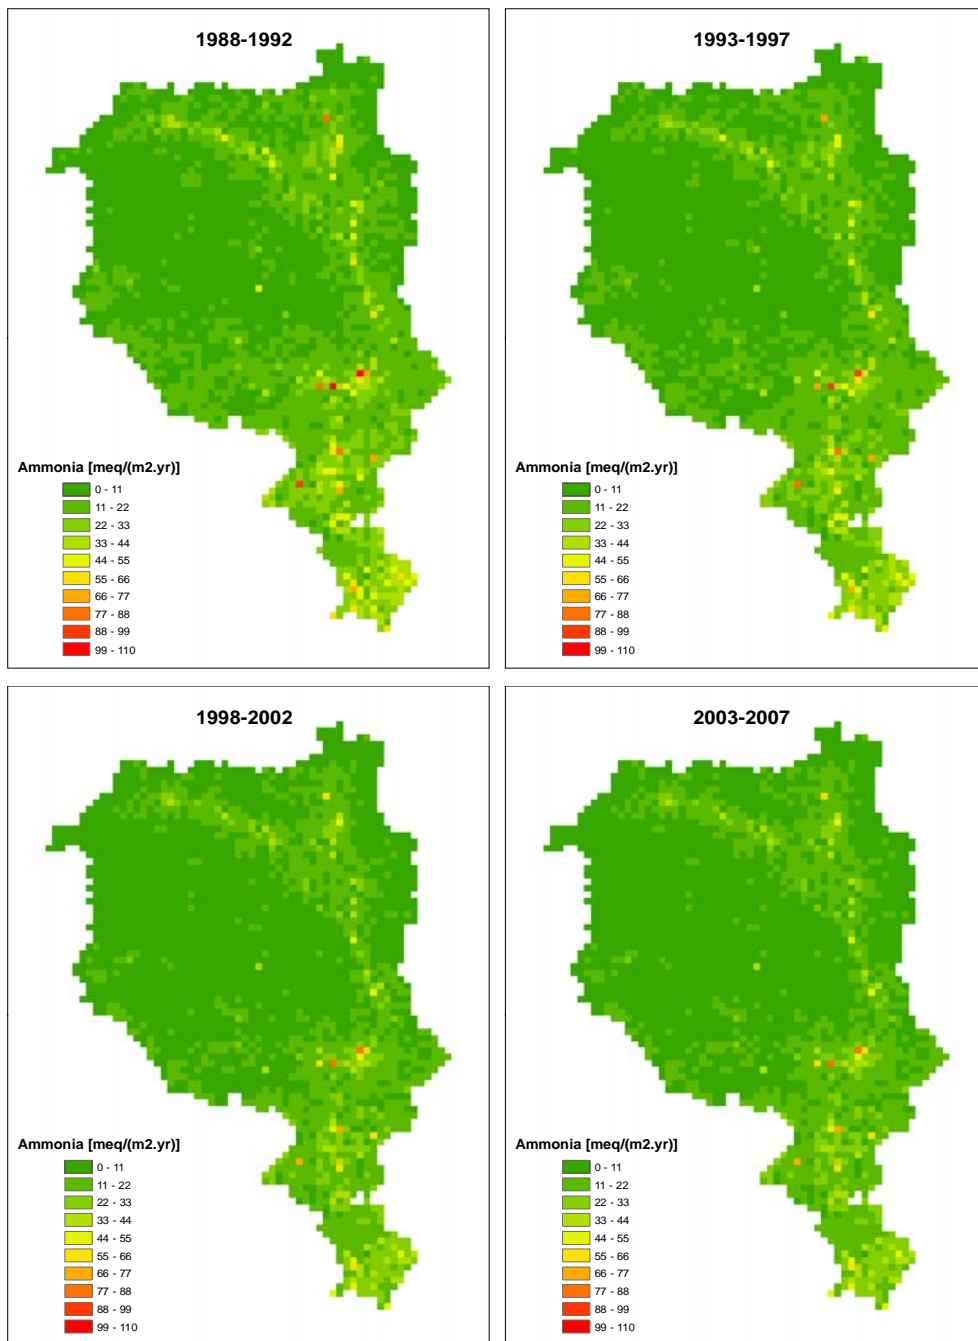 1988-1992
Ammonia [meq/(m2.yr)]
0 - 11
11 - 22
22 - 33
33 - 44
44 - 55
55 - 66
66 - 77
77 - 88
88 - 99
99 - 110
1993-1997
Ammonia [meq/(m2.yr)]
0 - 11
11 - 22
22 - 33
33 - 44
44 - 55
55 - 66
66 - 77
77 - 88
88 - 99
99 - 110
1998-2002
Ammonia [meq/(m2.yr)]
0 - 11
11 - 22
22 - 33
33 - 44
44 - 55
55 - 66
66 - 77
77 - 88
88 - 99
99 - 110
2003-2007
Ammonia [meq/(m2.yr)]
0 - 11
11 - 22
22 - 33
33 - 44
44 - 55
55 - 66
66 - 77
77 - 88
88 - 99
99 - 110